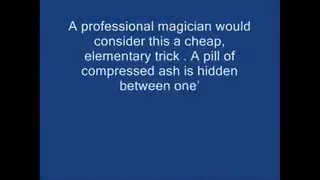 A professional magician would
consider this a cheap,
elementary trick . A pill of
compressed ash is hidden
between one’